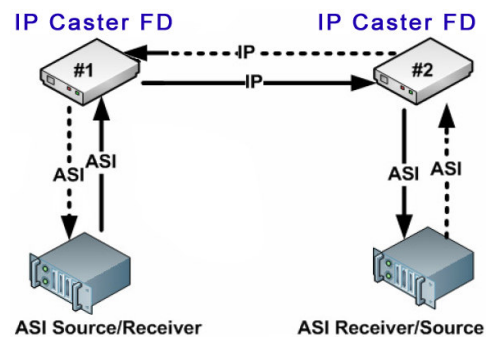 IP Caster FD
IP Caster FD
#1
IP
#2
IP
ASI
ASI
ASI
ASI
ASI Source/Receiver
ASI Receiver/Source